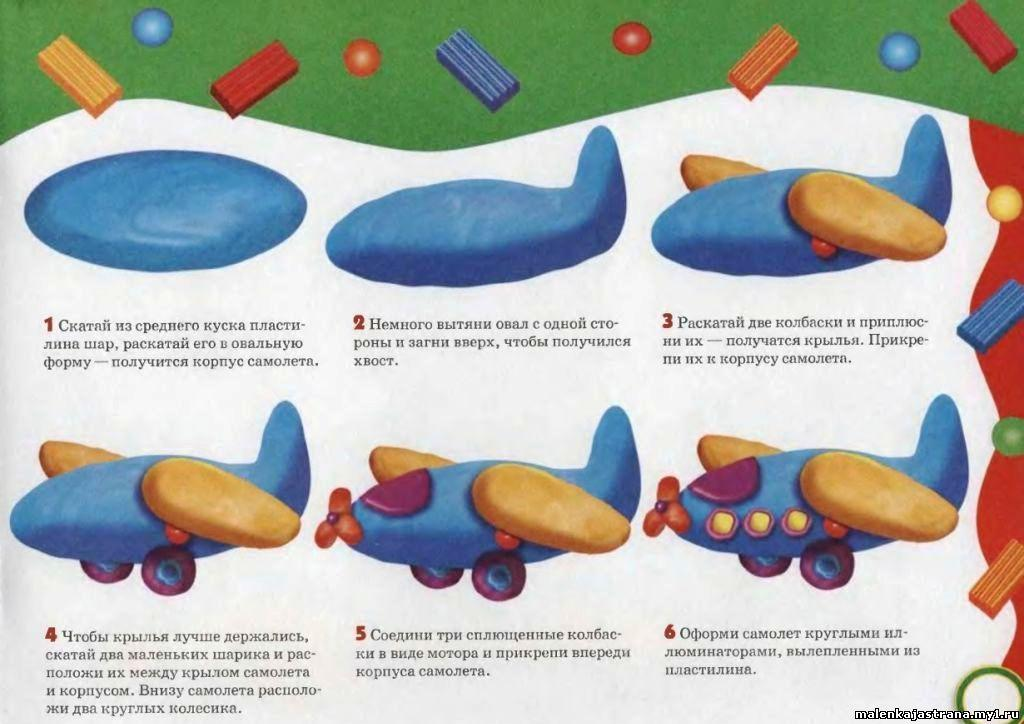 1 Скатай из среднего куска пласти-
лина шар, раскатай его в овальную
форму — получится корпус самолета.
2 Немного вытяни овал с одной сто-
роны и загни вверх, чтобы получился
хвост.
3 Раскатай две колбаски и приплюс-
ни их — получатся крылья. Прикре-
пи их к корпусу самолета.
4 Чтобы крылья лучше держались,
скатай два маленьких шарика и рас-
положи их между крылом самолета
и корпусом. Внизу самолета располо-
жи два круглых колесика.
5 Соедини три сплющенные колбас-
ки в виде мотора и прикрепи впереди
корпуса самолета.
6 Оформи самолет круглыми ил-
люминаторами, вылепленными из
пластилина.
malenkajastrana.my1.ru